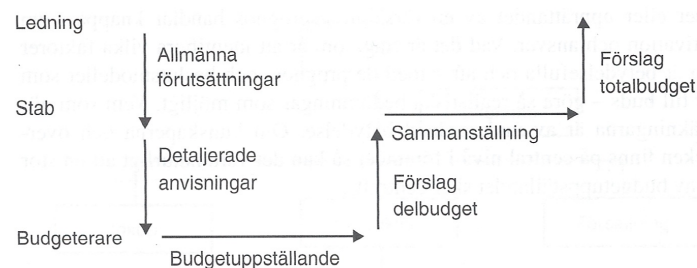 Ledning
Allmänna
förutsättningar
Förslag
totalbudget
Stab
Sammanställning
Detaljerade
anvisningar
Förslag
delbudget
Budgeterare
Budgetuppställande